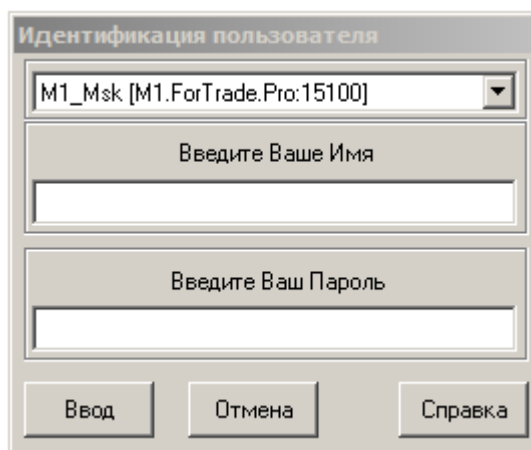 Идентификация пользователя
M1_Msk [M1.ForTrade.Pro:15100]
Введите Ваше Имя
Введите Ваш Пароль
Ввод Отмена Справка